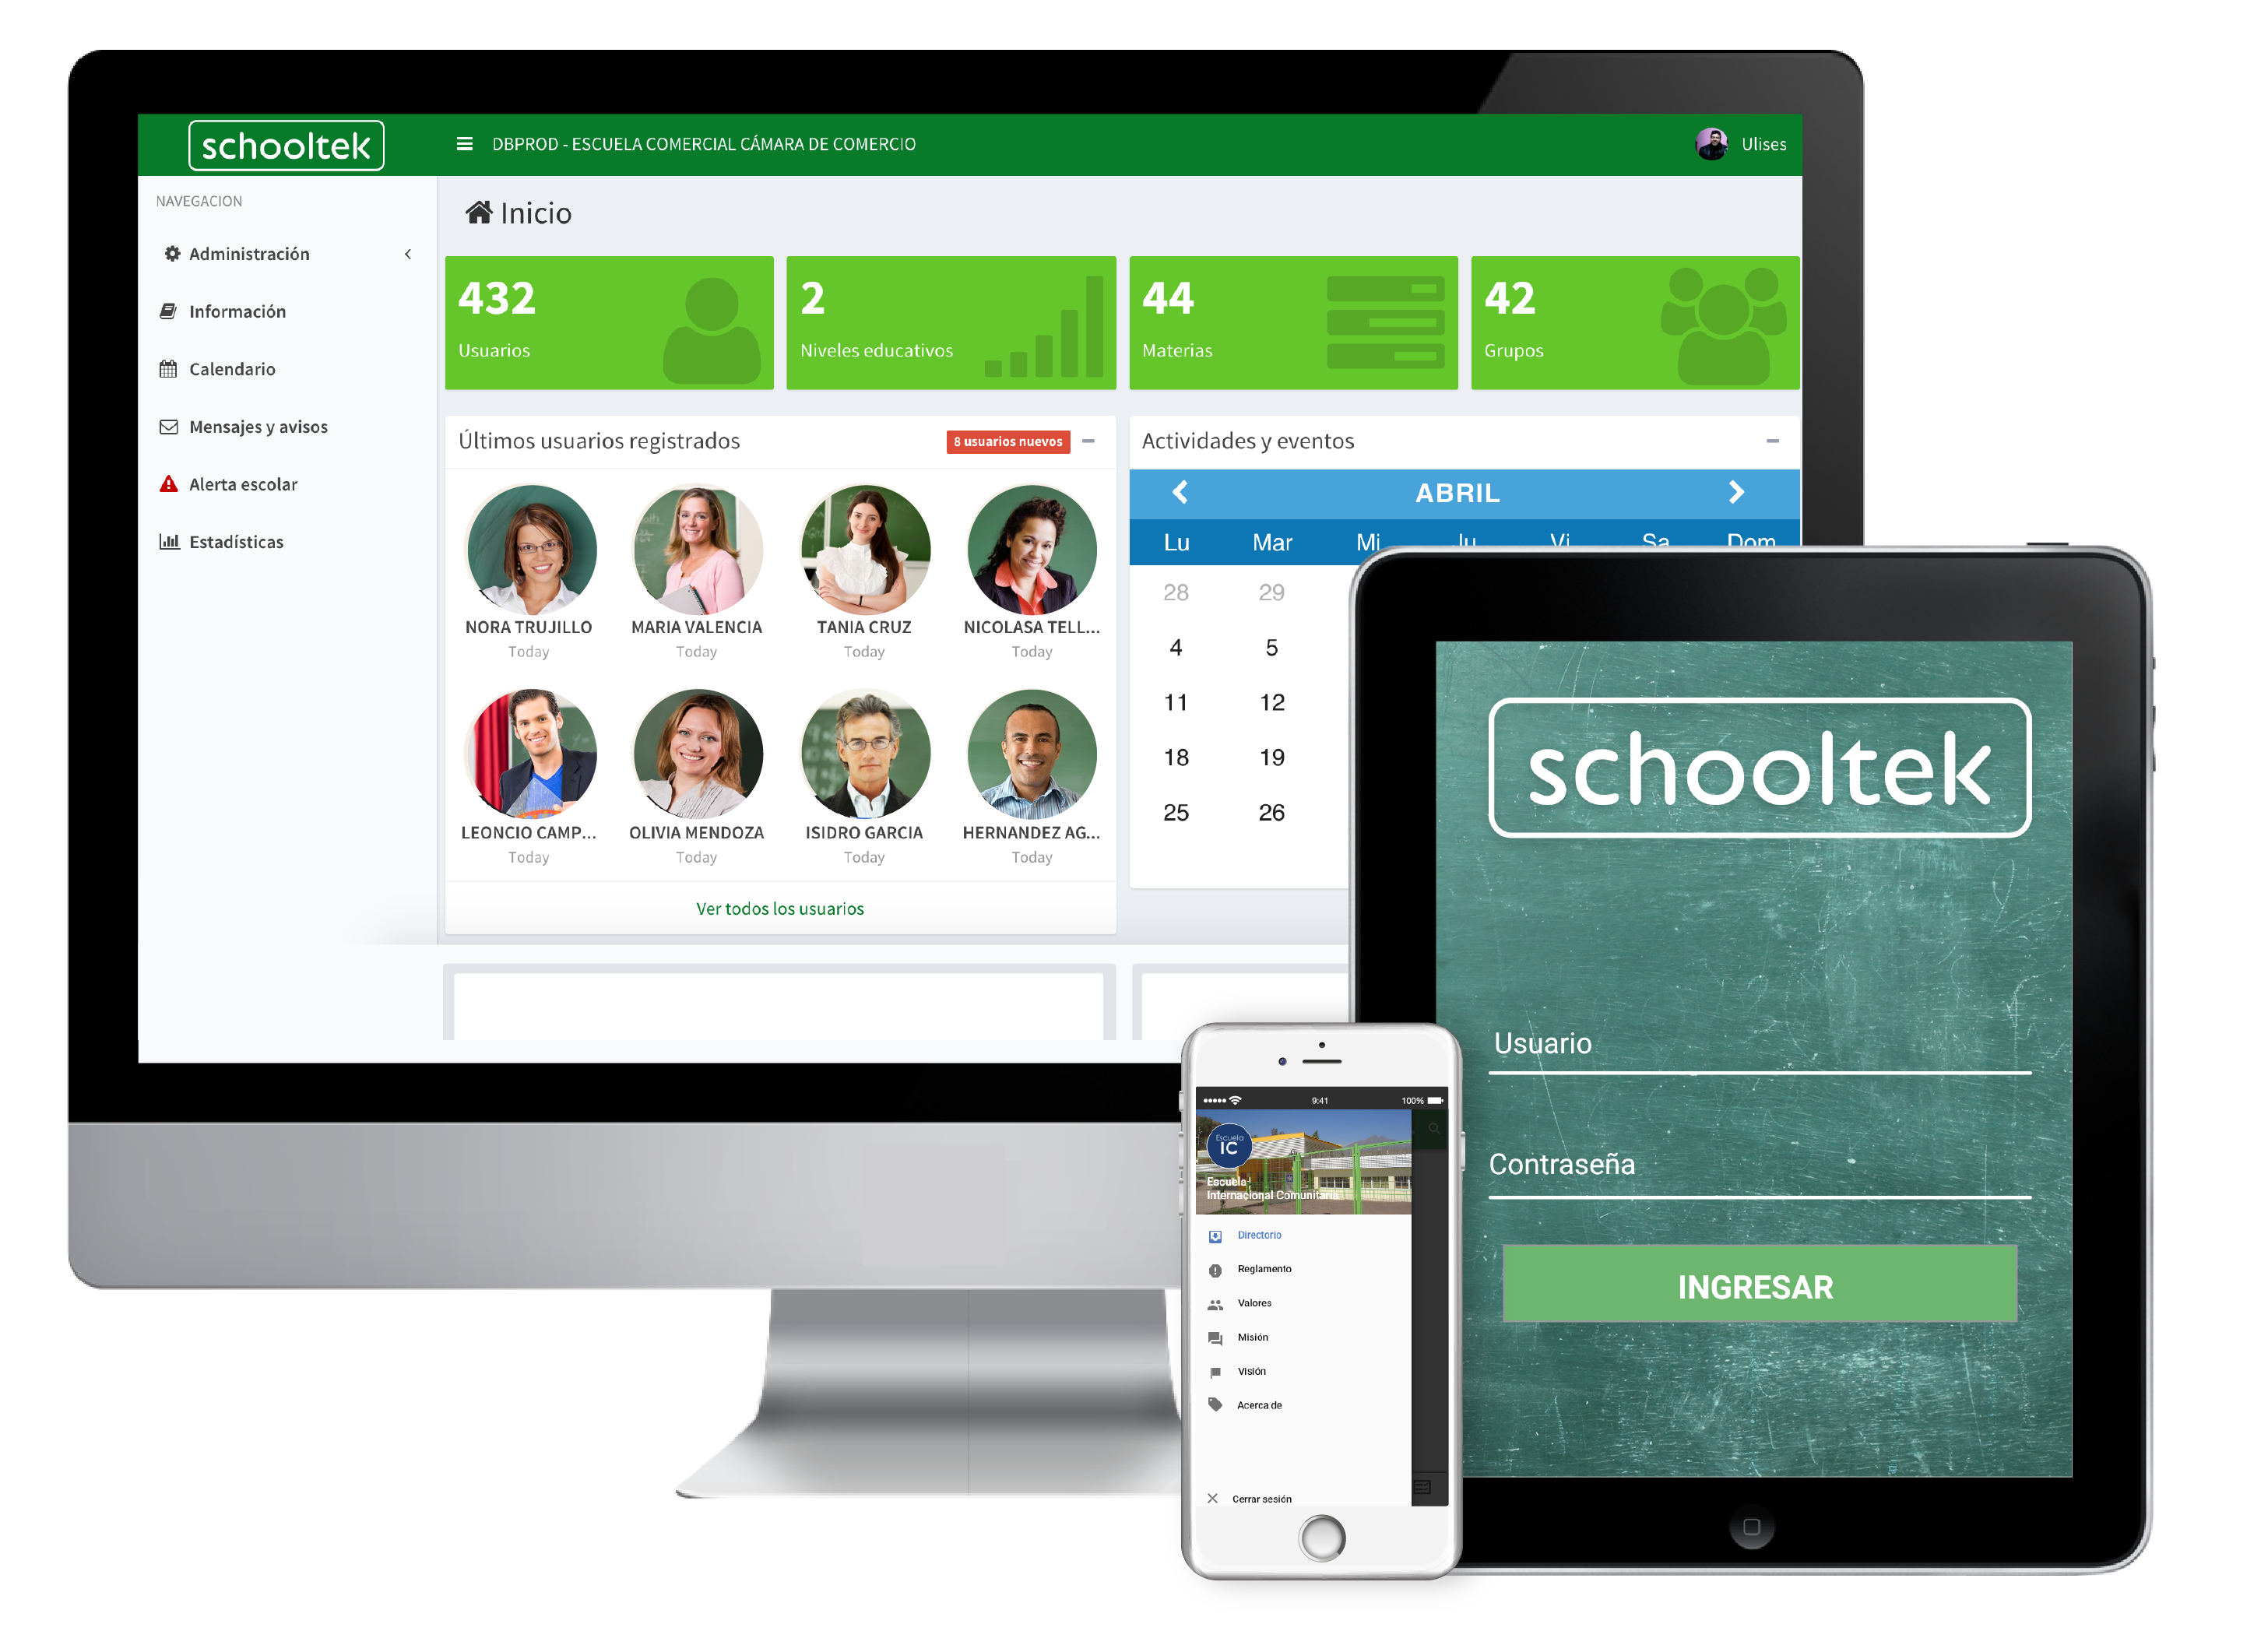 schooltek
DBPROD - ESCUELA COMERCIAL CÁMARA DE COMERCIO
Ulises
NAVEGACION
Administración
Información
Calendario
Mensajes y avisos
Alerta escolar
Estadísticas
Inicio
432
Usuarios
2
Niveles educativos
44
Materias
42
Grupos
Últimos usuarios registrados
8 usuarios nuevos
NORA TRUJILLO
Today
MARIA VALENCIA
Today
TANIA CRUZ
Today
NICOLASA TELL...
Today
LEONCIO CAMP...
Today
OLIVIA MENDOZA
Today
ISIDRO GARCIA
Today
HERNANDEZ AG...
Today
Ver todos los usuarios
Actividades y eventos
ABRIL
Lu Mar Mi Ju Vi Sa Dom
28 29
4 5
11 12
18 19
25 26
9:41 100%
Escuela
IC
Escuela
Internacional Comunitaria
Directorio
Reglamento
Valores
Misión
Visión
Acerca de
Cerrar sesión
schooltek
Usuario
Contraseña
INGRESAR